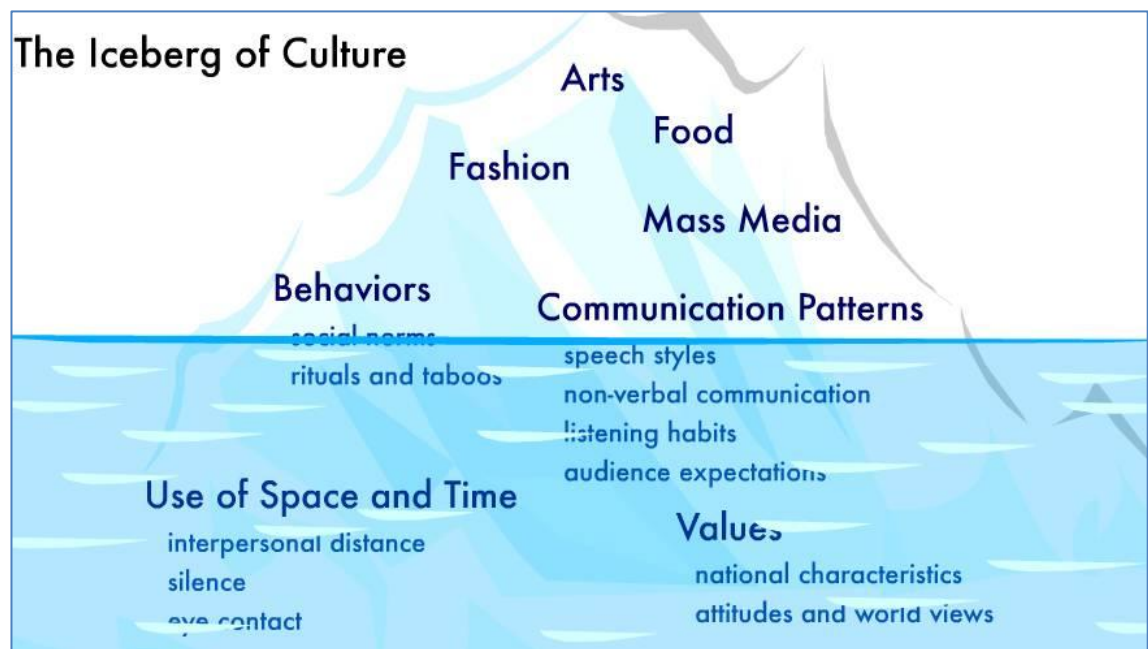 The Iceberg of Culture
Arts
Food
Fashion
Mass Media
Behaviors
social norms
rituals and taboos
Communication Patterns
speech styles
non-verbal communication
listening habits
audience expectations
Use of Space and Time
interpersonal distance
silence
eye contact
Values
national characteristics
attitudes and world views